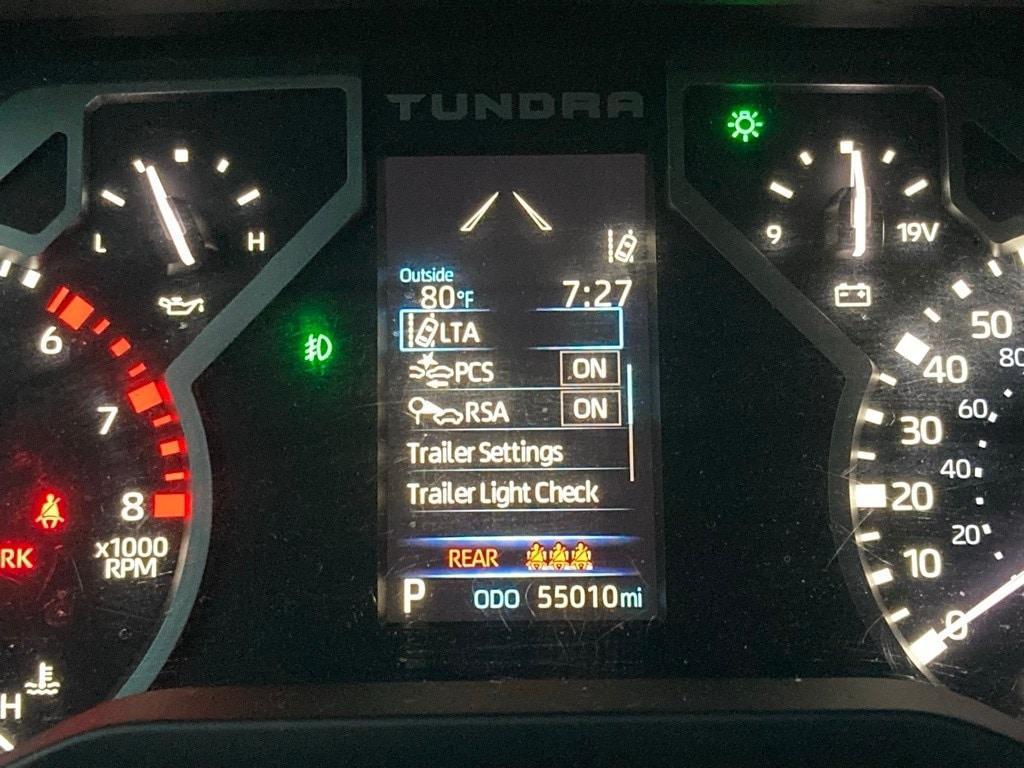 TUNDRA
L H
9 19V
Outside
80°F 7:27
LTA
PCS ON
RSA ON
Trailer Settings
Trailer Light Check
REAR
P ODO 55010mi
6
7
8
x1000
RPM
RK
H
50
40
30
20
10
0
80
60
40
20